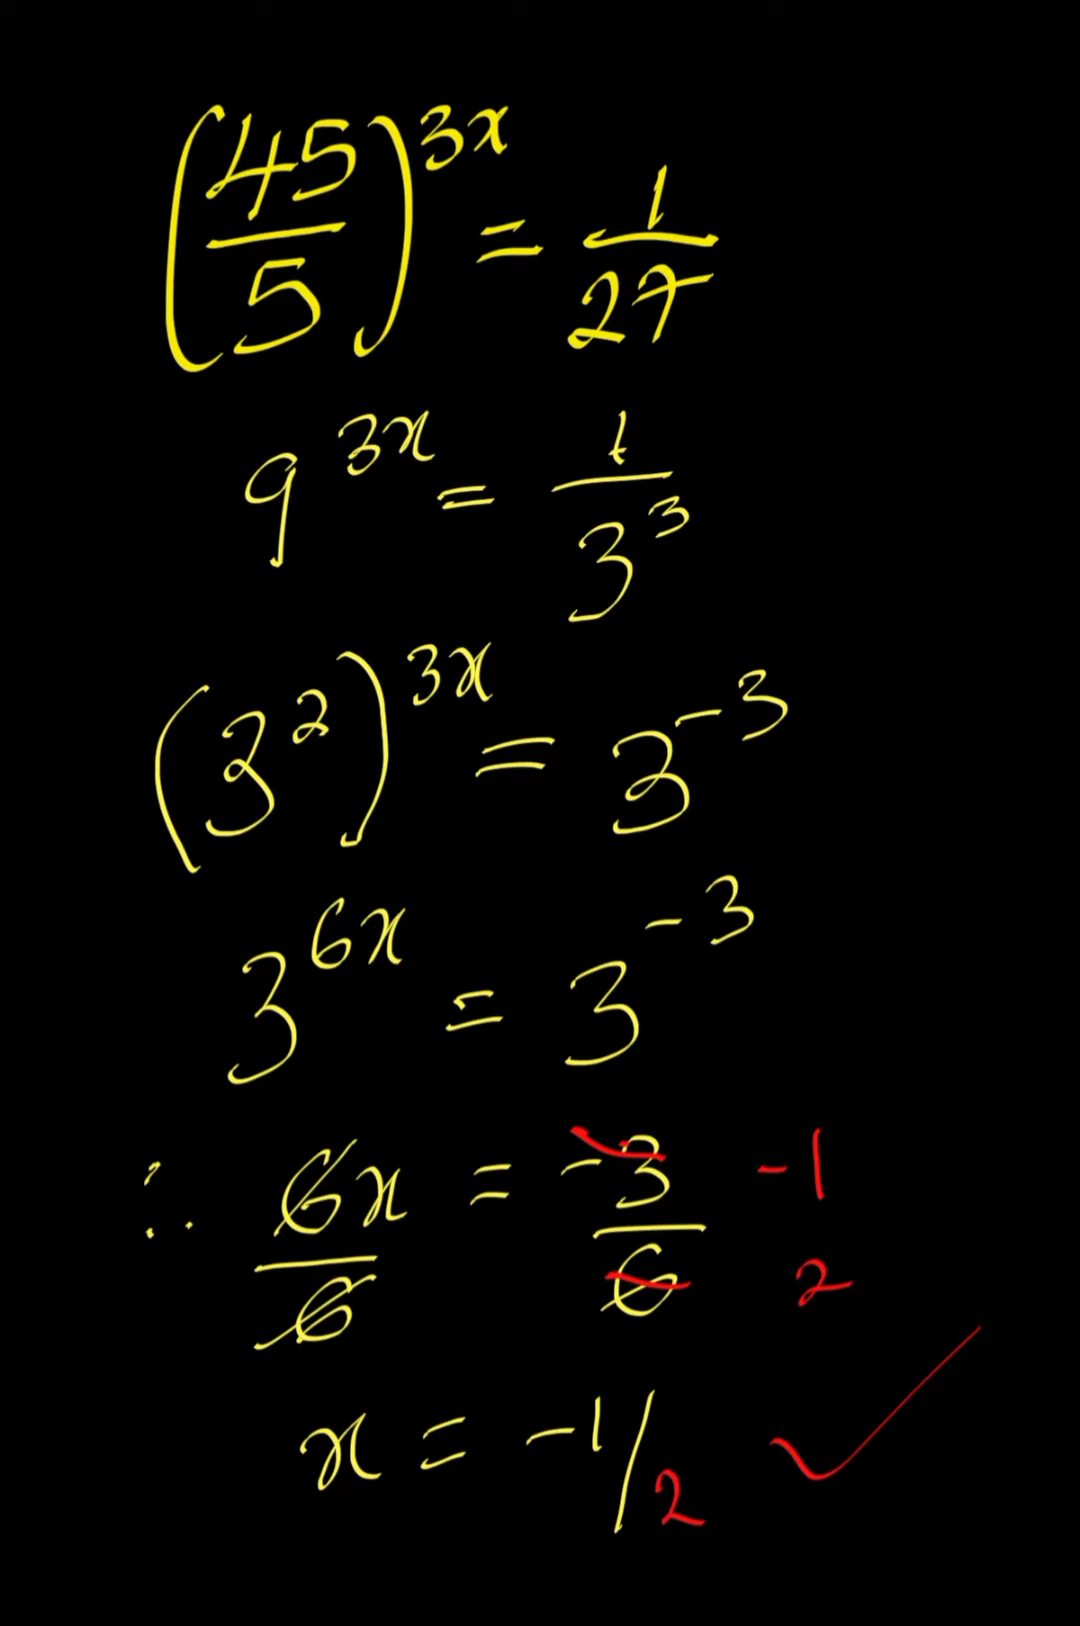 (45/5)^3x = 1/27
9^3x = 1/3^3
(3^2)^3x = 3^-3
3^6x = 3^-3
∴ 6x/6 = -3/6 -1 2
x = -1/2